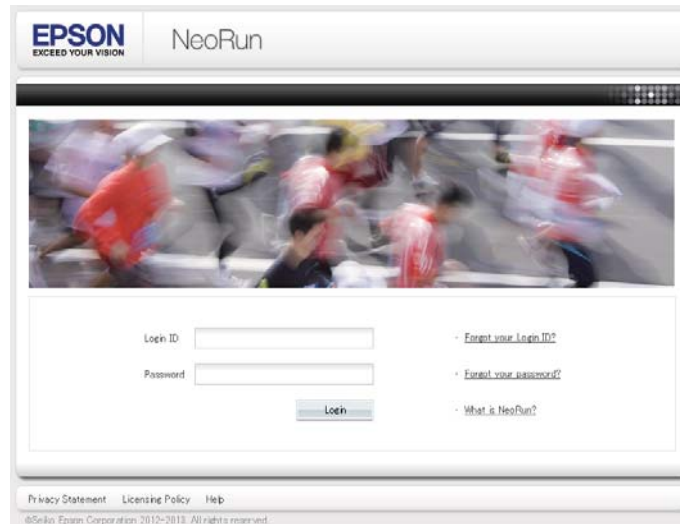 EPSON
EXCEED YOUR VISION
NeoRun
Login ID
Forgot your Login ID?
Password
Forgot your password?
Login
What is NeoRun?
Privacy Statement Licensing Policy Help
©Seiko Epson Corporation 2012-2013. All rights reserved.